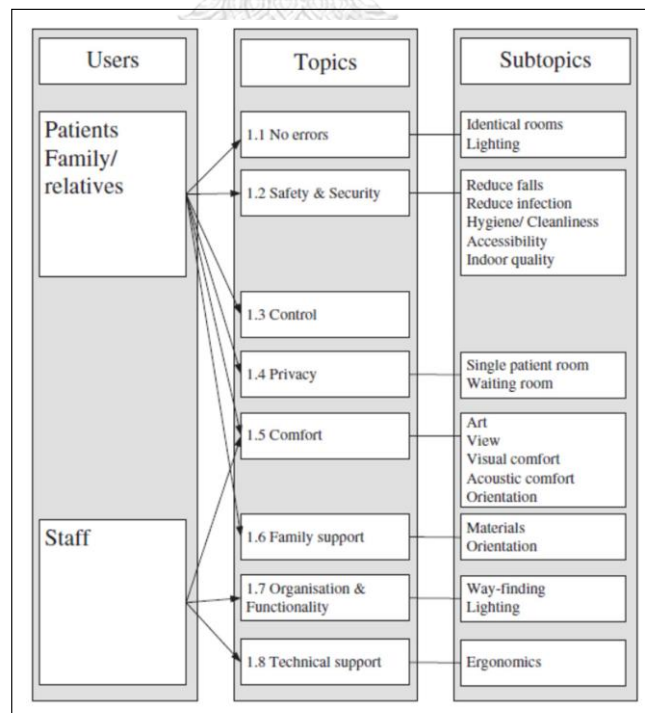 Users
Topics
Subtopics
Patients
Family/
relatives
Staff
1.1 No errors
1.2 Safety & Security
1.3 Control
1.4 Privacy
1.5 Comfort
1.6 Family support
1.7 Organisation &
Functionality
1.8 Technical support
Identical rooms
Lighting
Reduce falls
Reduce infection
Hygiene/ Cleanliness
Accessibility
Indoor quality
Single patient room
Waiting room
Art
View
Visual comfort
Acoustic comfort
Orientation
Materials
Orientation
Way-finding
Lighting
Ergonomics